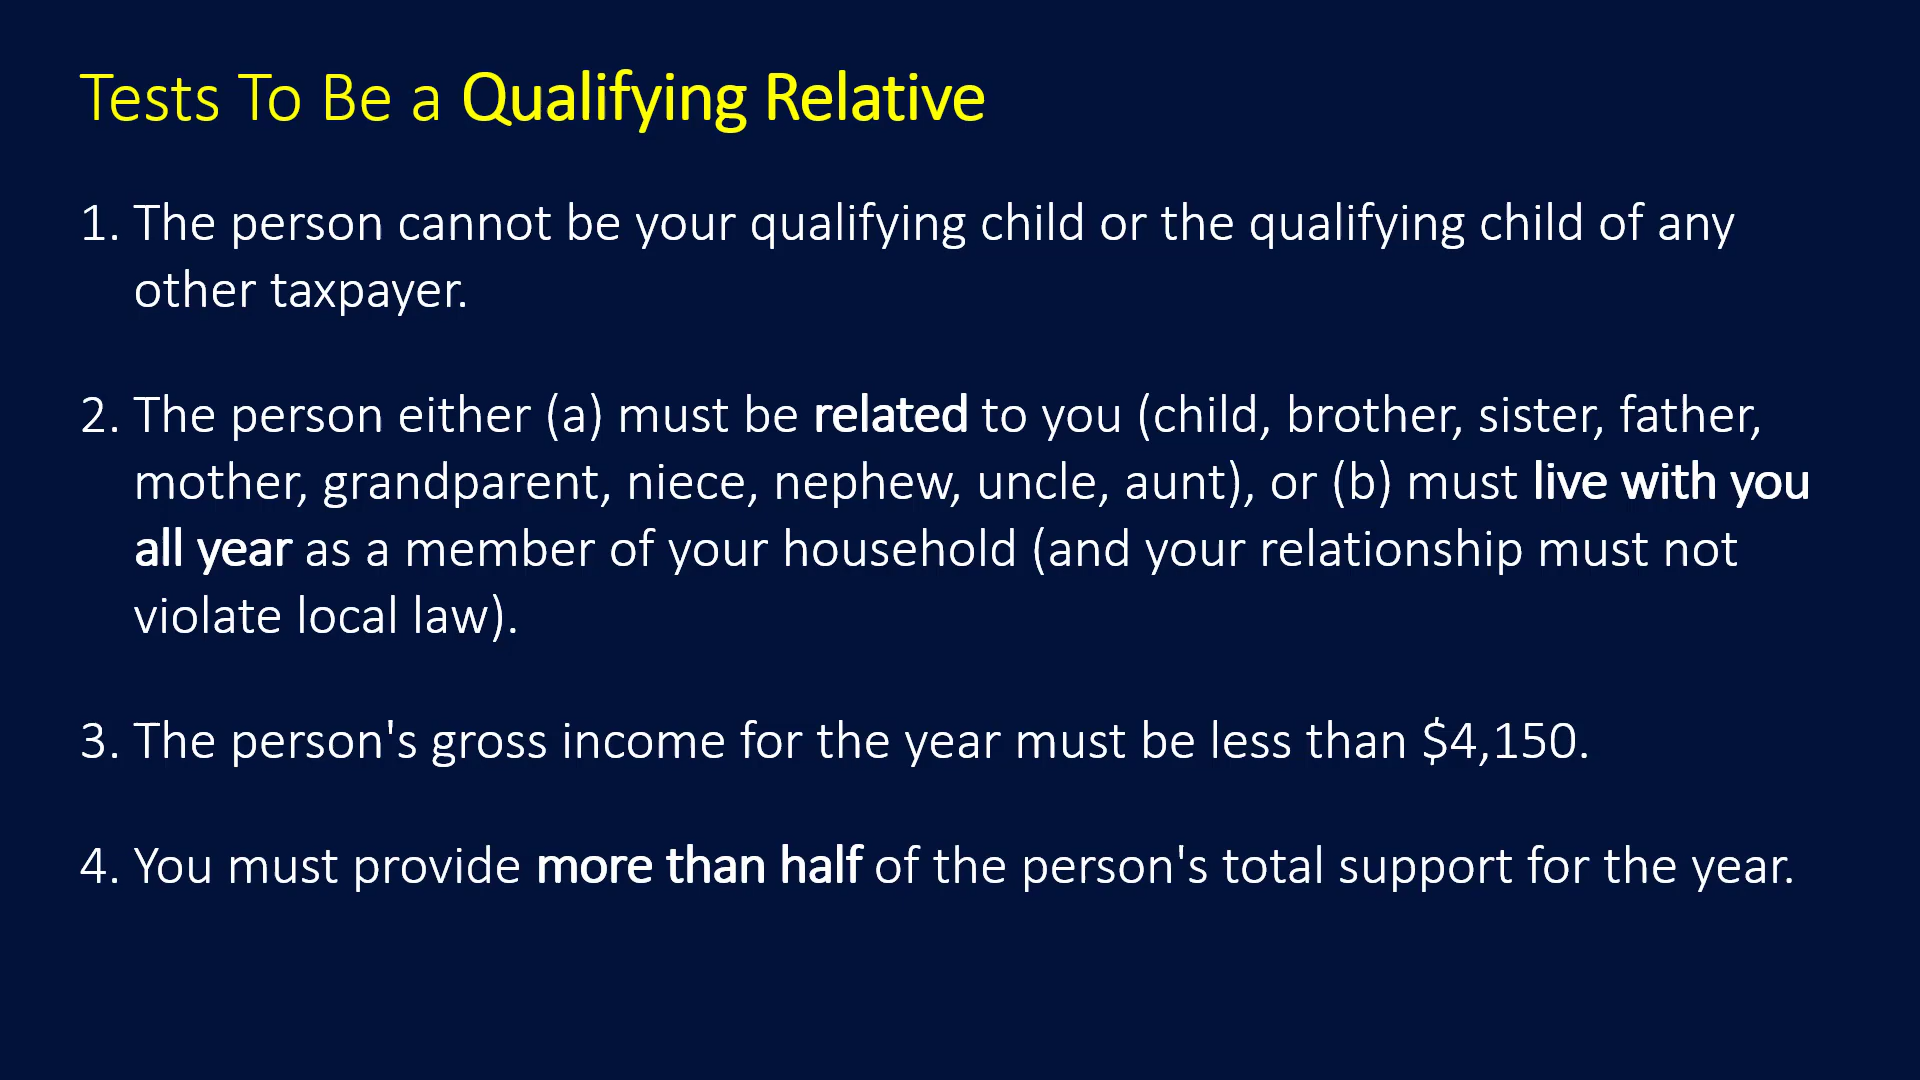 Tests To Be a Qualifying Relative
1. The person cannot be your qualifying child or the qualifying child of any
other taxpayer.
2. The person either (a) must be related to you (child, brother, sister, father,
mother, grandparent, niece, nephew, uncle, aunt), or (b) must live with you
all year as a member of your household (and your relationship must not
violate local law).
3. The person's gross income for the year must be less than $4,150.
4. You must provide more than half of the person's total support for the year.